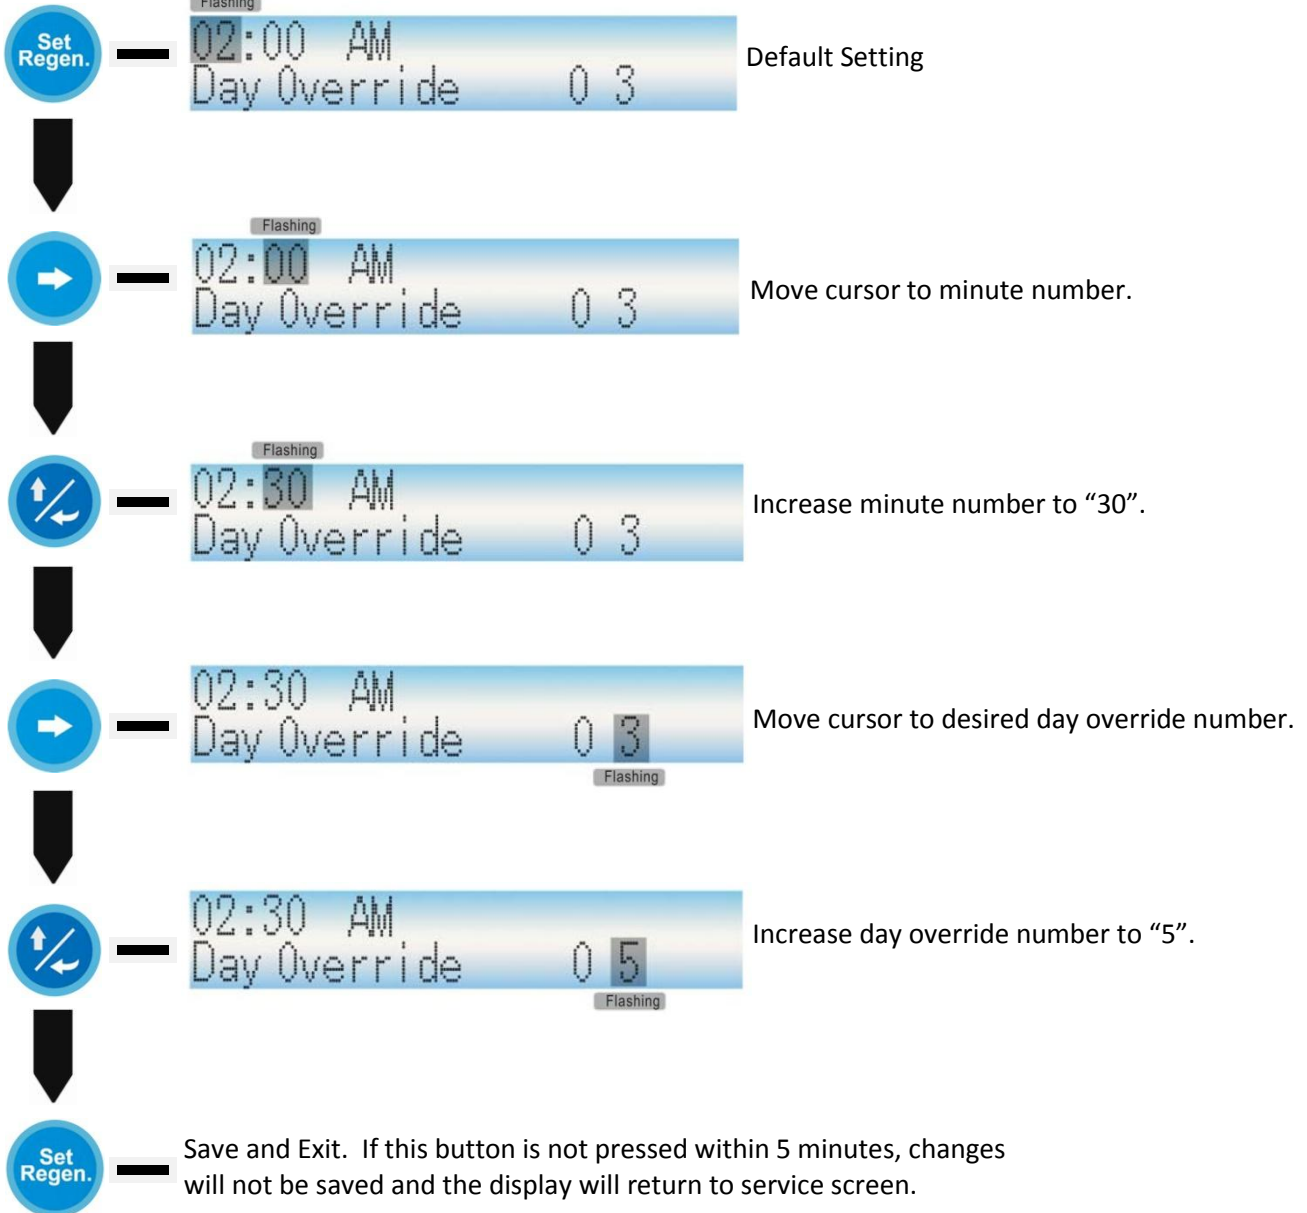 Flashing
Set
Regen.
02:00 AM
Day Override 0 3
Default Setting
Flashing
02:00 AM
Day Override 0 3
Move cursor to minute number.
Flashing
02:30 AM
Day Override 0 3
Increase minute number to “30”.
02:30 AM
Day Override 0 3
Flashing
Move cursor to desired day override number.
02:30 AM
Day Override 0 5
Flashing
Increase day override number to “5”.
Set
Regen.
Save and Exit. If this button is not pressed within 5 minutes, changes
will not be saved and the display will return to service screen.